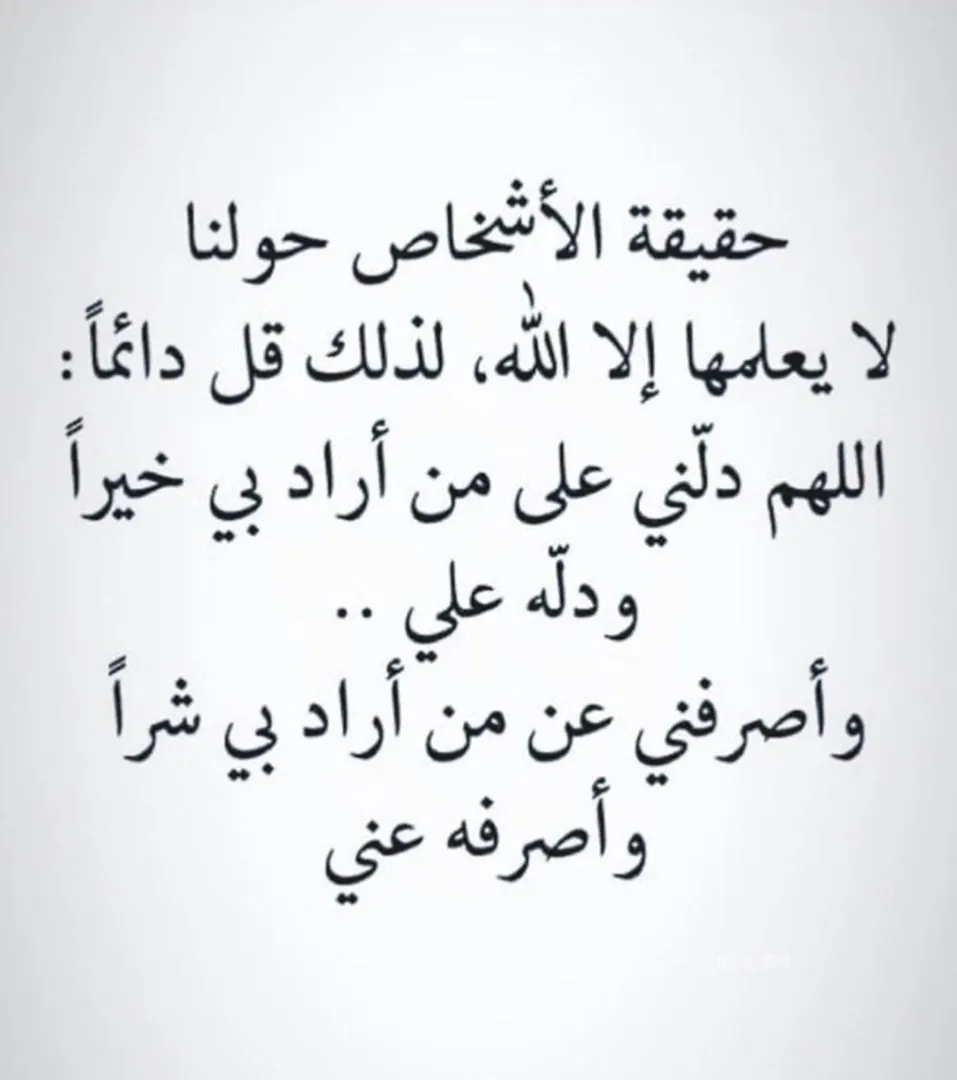 حقيقة الأشخاص حولنا
لا يعلمها إلا الله، لذلك قل دائماً:
اللهم دلّني على من أراد بي خيراً
ودلّه علي ..
وأصرفني عن من أراد بي شراً
وأصرفه عني